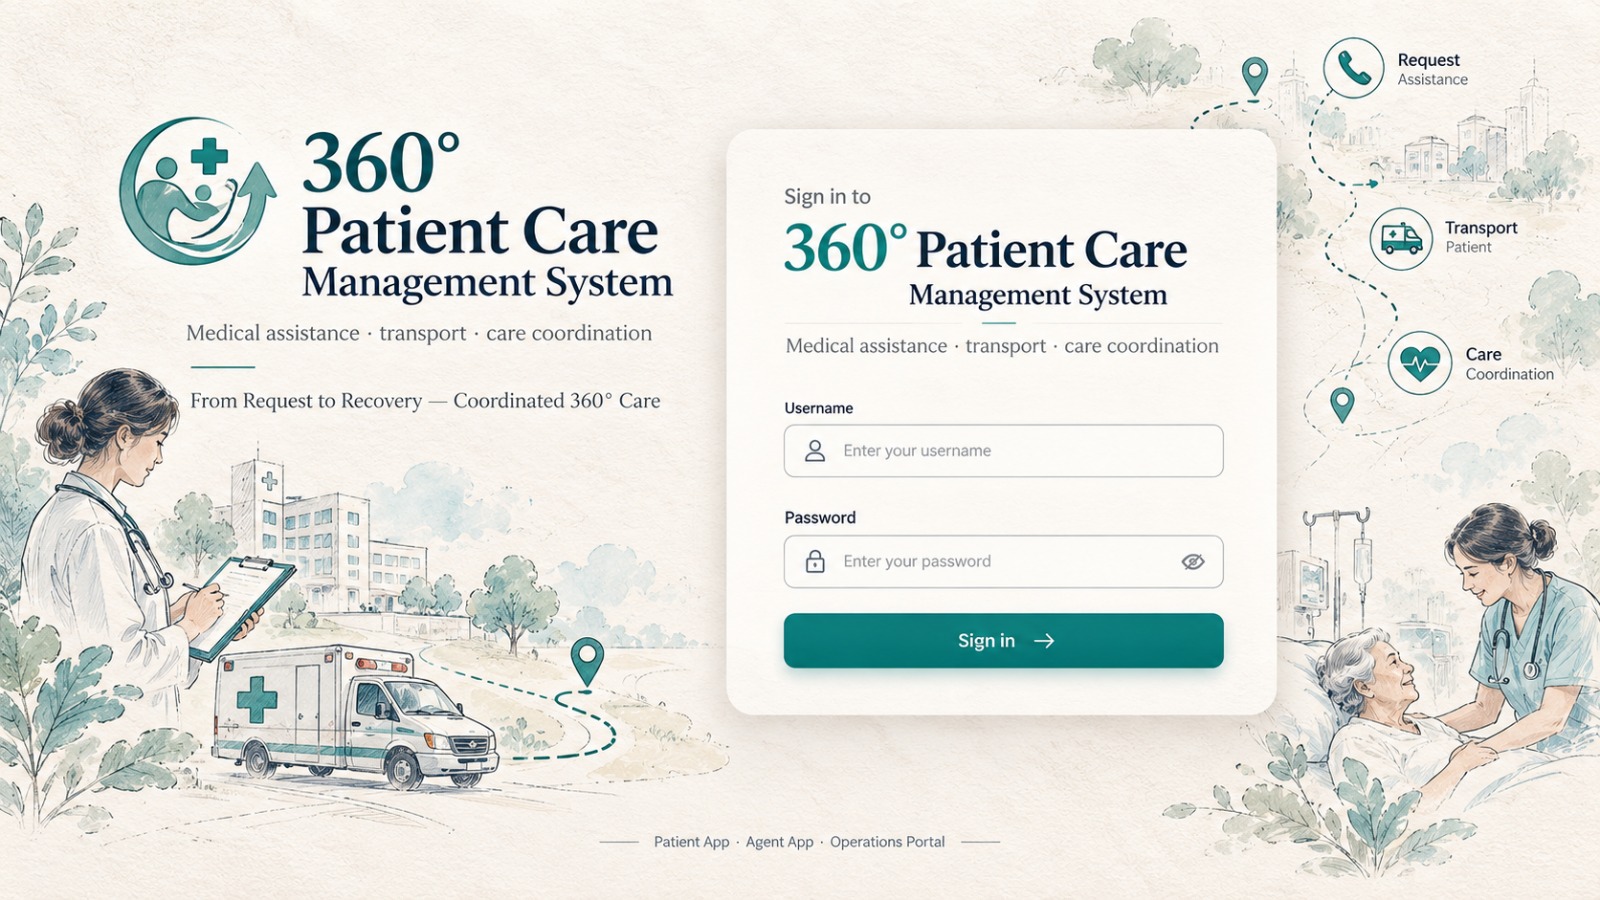 360°
Patient Care
Management System
Medical assistance · transport · care coordination
From Request to Recovery — Coordinated 360° Care
Sign in to
360° Patient Care
Management System
Medical assistance · transport · care coordination
Username
Enter your username
Password
Enter your password
Sign in →
Request
Assistance
Transport
Patient
Care
Coordination
Patient App · Agent App · Operations Portal